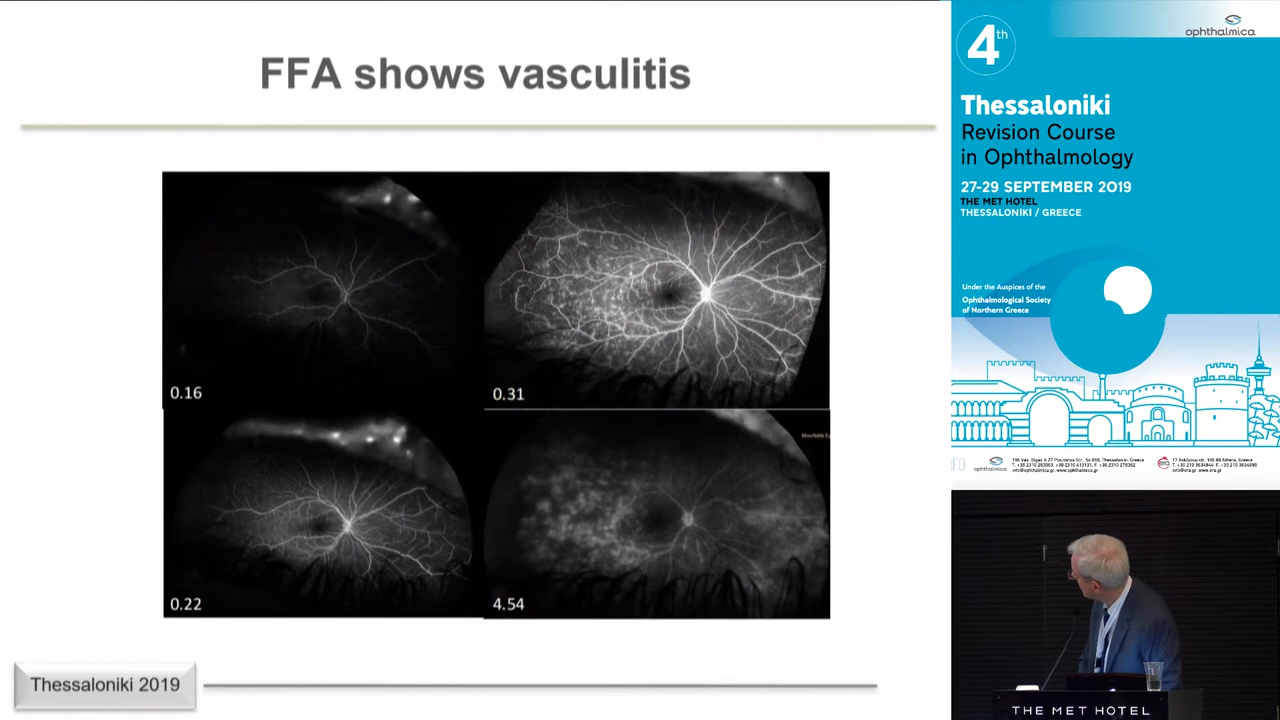 FFA shows vasculitis
0.16
0.31
0.22
4.54
Thessaloniki 2019
ophthalmica
4th
Thessaloniki
Revision Course
in Ophthalmology
27-29 SEPTEMBER 2019
THE MET HOTEL
THESSALONIKI / GREECE
Under the Auspices of the
Ophthalmological Society
of Northern Greece
ophthalmica
THE MET HOTEL